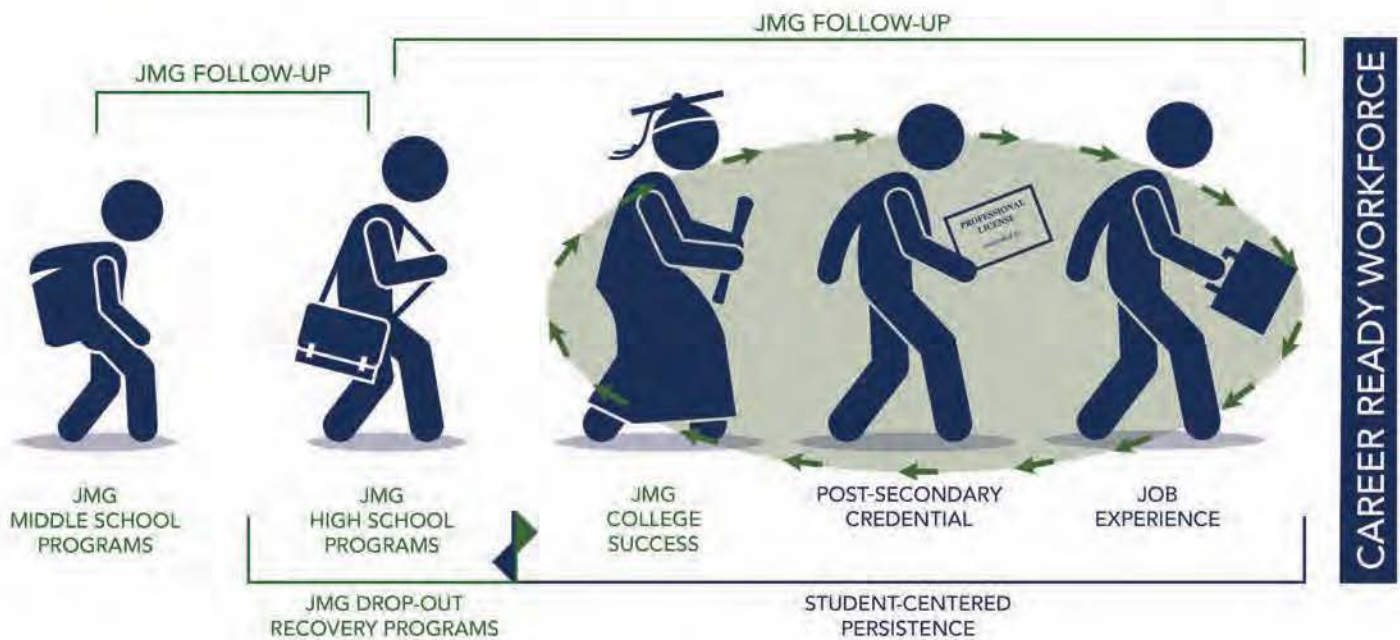 JMG FOLLOW-UP
JMG FOLLOW-UP
PROFESSIONAL
LICENSE
JMG
MIDDLE SCHOOL
PROGRAMS
JMG
HIGH SCHOOL
PROGRAMS
JMG
COLLEGE
SUCCESS
POST-SECONDARY
CREDENTIAL
JOB
EXPERIENCE
JMG DROP-OUT
RECOVERY PROGRAMS
STUDENT-CENTERED
PERSISTENCE
CAREER READY WORKFORCE